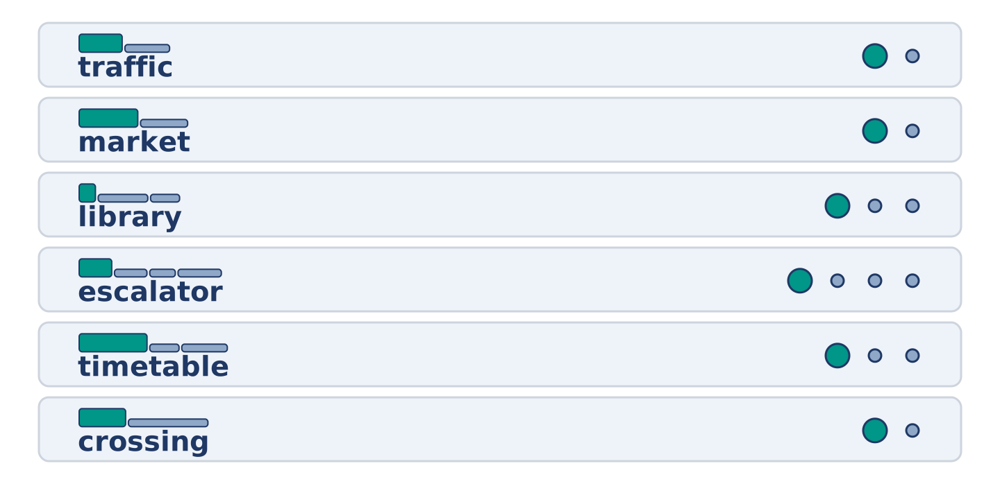 traffic
market
library
escalator
timetable
crossing